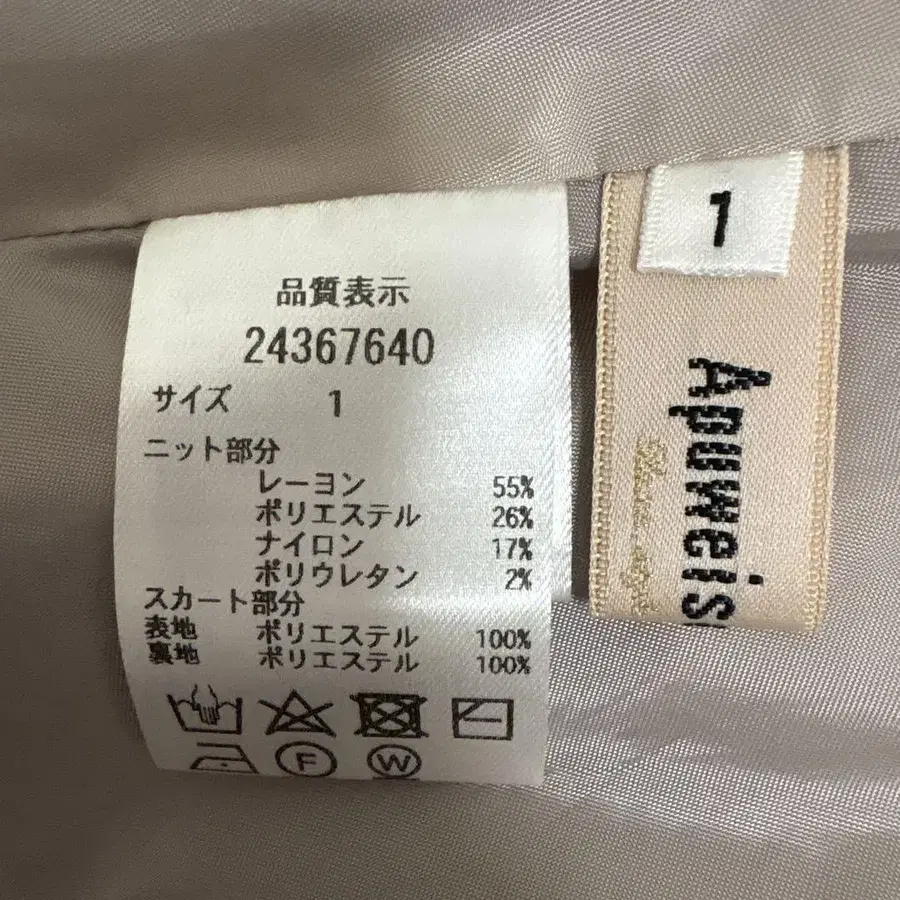 品質表示
24367640
サイズ 1
ニット部分
レーヨン 55%
ポリエステル 26%
ナイロン 17%
ポリウレタン 2%
スカート部分
表地 ポリエステル 100%
裏地 ポリエステル 100%
F W
1
Apuweis